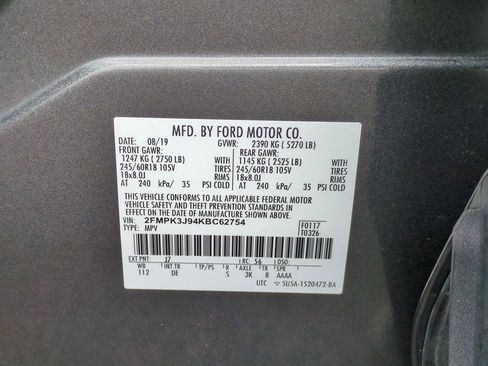 MFD. BY FORD MOTOR CO.
DATE: 08/19 GVWR: 2390 KG ( 5270 LB)
FRONT GAWR: REAR GAWR:
1247 KG ( 2750 LB) 1145 KG ( 2525 LB)
245/60R18 105V TIRES 245/60R18 105V TIRES
18x8.0J RIMS 18x8.0J RIMS
AT 240 kPa/ 35 PSI COLD AT 240 kPa/ 35 PSI COLD
THIS VEHICLE CONFORMS TO ALL APPLICABLE FEDERAL MOTOR
VEHICLE SAFETY AND THEFT PREVENTION STANDARDS IN
EFFECT ON THE DATE OF MANUFACTURE SHOWN ABOVE.
VIN: 2FMPK3J94KBC62754 F0117
TYPE: MPV T0326
EXT PNT: J7 RC: 56 DSO:
WB INT TR TP/PS R AXLE TR SPR
112 DE S 3K 8 AAAA
UTC ▽ SU5A-1520472-BA